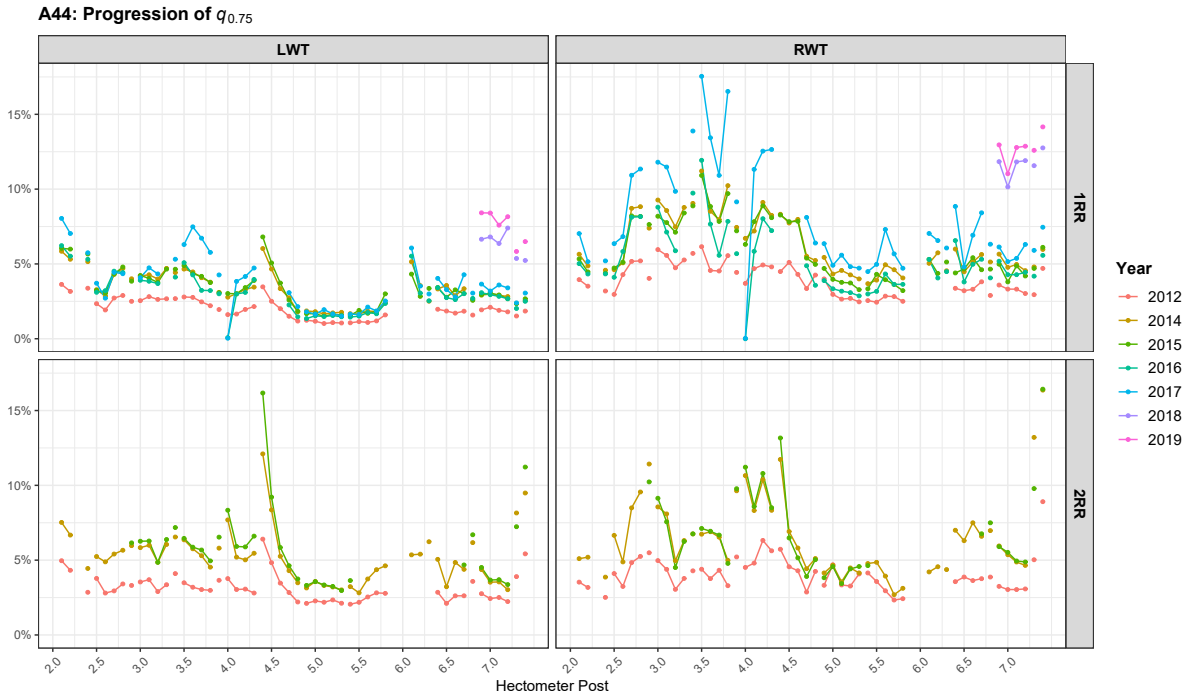 A44: Progression of q0.75
LWT
RWT
15%
10%
5%
0%
1RR
15%
10%
5%
0%
2RR
2.0 2.5 3.0 3.5 4.0 4.5 5.0 5.5 6.0 6.5 7.0
2.0 2.5 3.0 3.5 4.0 4.5 5.0 5.5 6.0 6.5 7.0
Hectometer Post
Year
2012
2014
2015
2016
2017
2018
2019